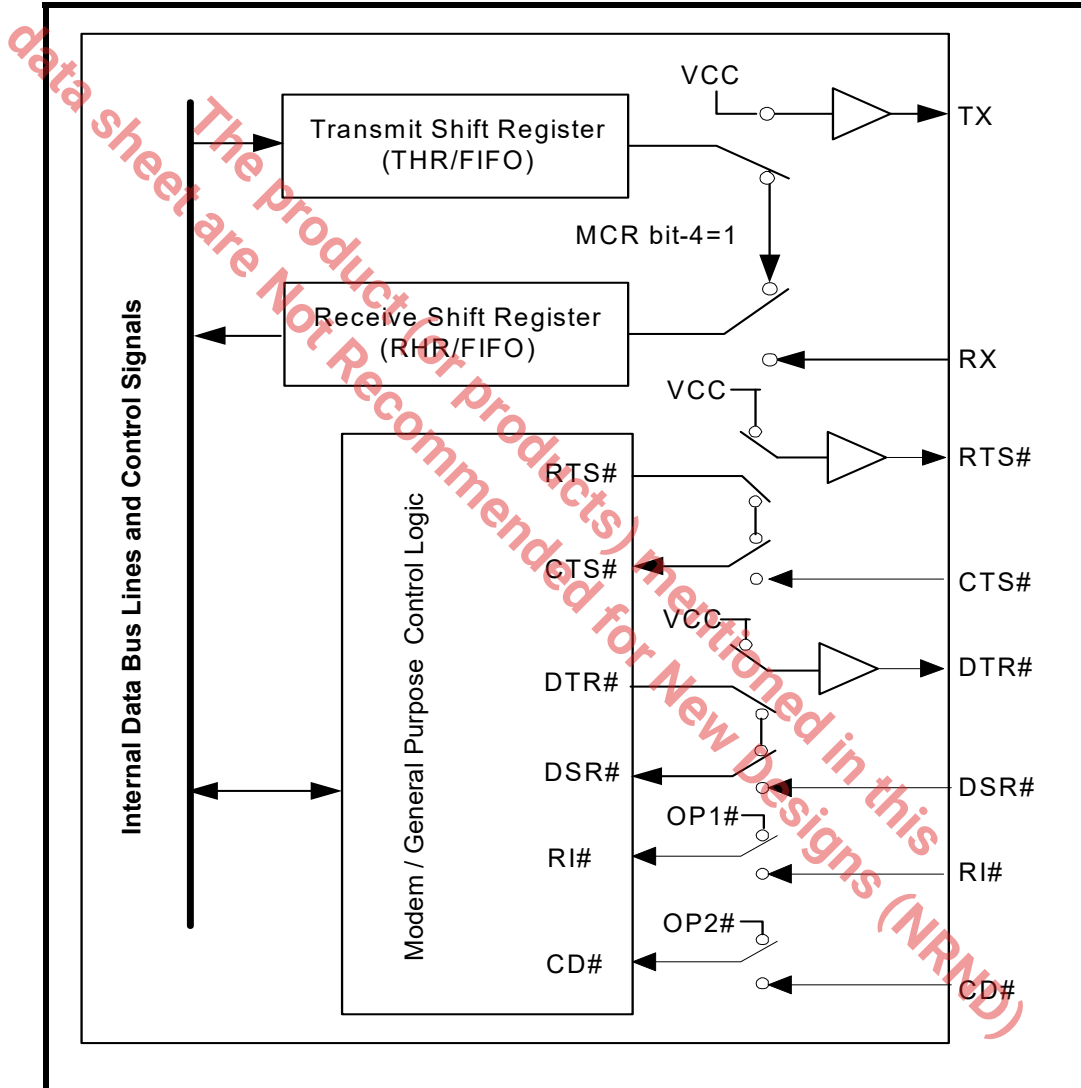 VCC
TX
Transmit Shift Register
(THR/FIFO)
MCR bit-4=1
Receive Shift Register
(RHR/FIFO)
RX
VCC
RTS#
RTS#
CTS#
CTS#
VCC
DTR#
DTR#
DSR#
DSR#
OP1#
RI#
RI#
OP2#
CD#
CD#
Internal Data Bus Lines and Control Signals
Modem / General Purpose Control Logic
The product (or products) mentioned in this
data sheet are Not Recommended for New Designs (NRND)